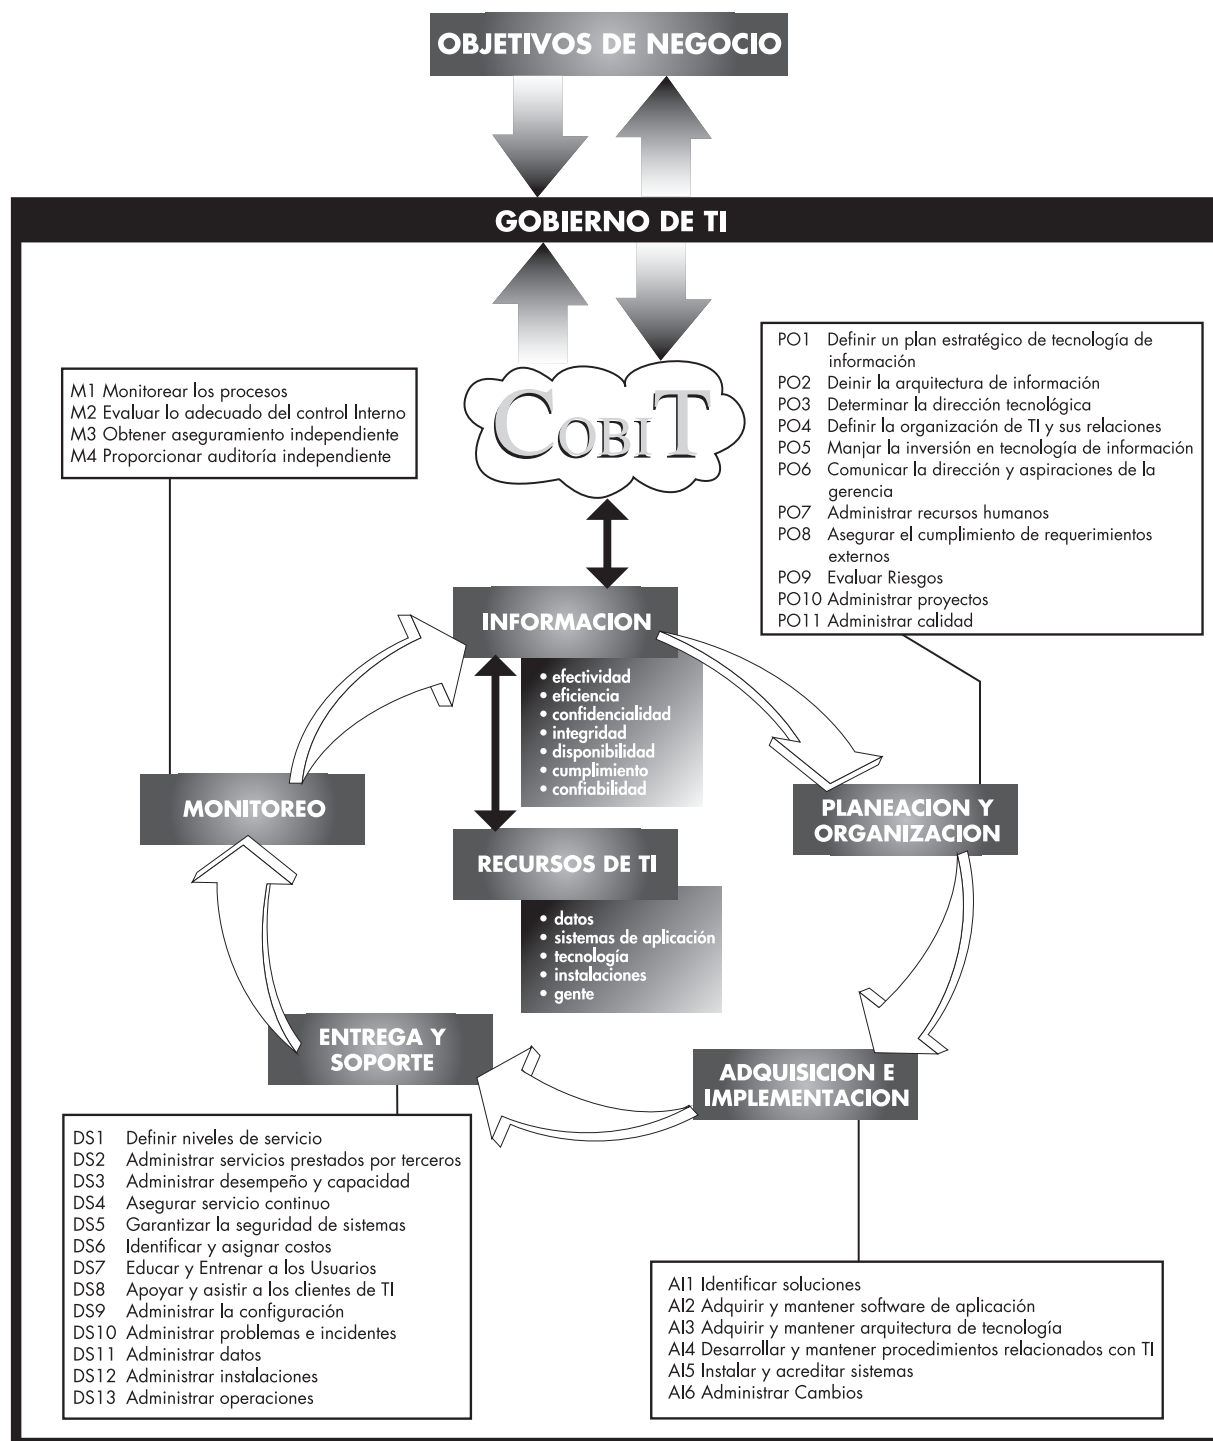 OBJETIVOS DE NEGOCIO
GOBIERNO DE TI
COBIT
M1 Monitorear los procesos
M2 Evaluar lo adecuado del control Interno
M3 Obtener aseguramiento independiente
M4 Proporcionar auditoría independiente
PO1 Definir un plan estratégico de tecnología de
información
PO2 Deinir la arquitectura de información
PO3 Determinar la dirección tecnológica
PO4 Definir la organización de TI y sus relaciones
PO5 Manjar la inversión en tecnología de información
PO6 Comunicar la dirección y aspiraciones de la
gerencia
PO7 Administrar recursos humanos
PO8 Asegurar el cumplimiento de requerimientos
externos
PO9 Evaluar Riesgos
PO10 Administrar proyectos
PO11 Administrar calidad
INFORMACION
• efectividad
• eficiencia
• confidencialidad
• integridad
• disponibilidad
• cumplimiento
• confiabilidad
MONITOREO
PLANEACION Y
ORGANIZACION
RECURSOS DE TI
• datos
• sistemas de aplicación
• tecnología
• instalaciones
• gente
ENTREGA Y
SOPORTE
ADQUISICION E
IMPLEMENTACION
DS1 Definir niveles de servicio
DS2 Administrar servicios prestados por terceros
DS3 Administrar desempeño y capacidad
DS4 Asegurar servicio continuo
DS5 Garantizar la seguridad de sistemas
DS6 Identificar y asignar costos
DS7 Educar y Entrenar a los Usuarios
DS8 Apoyar y asistir a los clientes de TI
DS9 Administrar la configuración
DS10 Administrar problemas e incidentes
DS11 Administrar datos
DS12 Administrar instalaciones
DS13 Administrar operaciones
AI1 Identificar soluciones
AI2 Adquirir y mantener software de aplicación
AI3 Adquirir y mantener arquitectura de tecnología
AI4 Desarrollar y mantener procedimientos relacionados con TI
AI5 Instalar y acreditar sistemas
AI6 Administrar Cambios